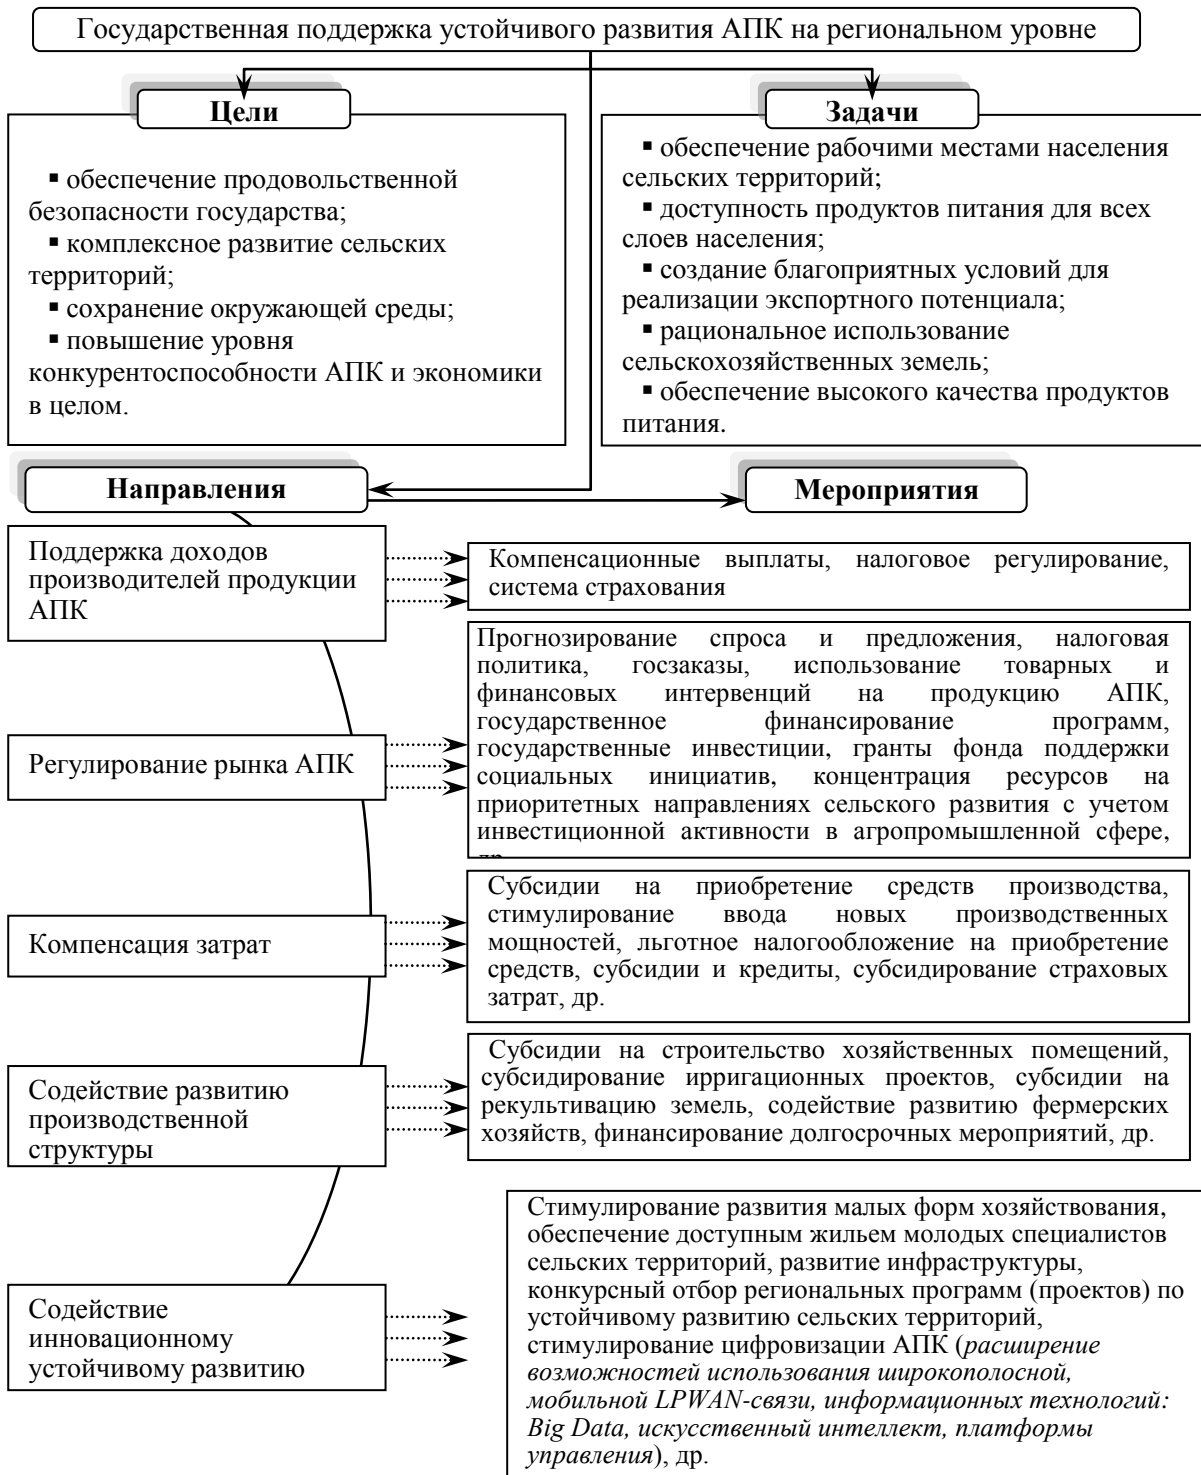 Государственная поддержка устойчивого развития АПК на региональном уровне
Цели
▪ обеспечение продовольственной
безопасности государства;
▪ комплексное развитие сельских
территорий;
▪ сохранение окружающей среды;
▪ повышение уровня
конкурентоспособности АПК и экономики
в целом.
Задачи
▪ обеспечение рабочими местами населения
сельских территорий;
▪ доступность продуктов питания для всех
слоев населения;
▪ создание благоприятных условий для
реализации экспортного потенциала;
▪ рациональное использование
сельскохозяйственных земель;
▪ обеспечение высокого качества продуктов
питания.
Направления
Мероприятия
Поддержка доходов
производителей продукции
АПК
Компенсационные выплаты, налоговое регулирование,
система страхования
Регулирование рынка АПК
Прогнозирование спроса и предложения, налоговая
политика, госзаказы, использование товарных и
финансовых интервенций на продукцию АПК,
государственное финансирование программ,
государственные инвестиции, гранты фонда поддержки
социальных инициатив, концентрация ресурсов на
приоритетных направлениях сельского развития с учетом
инвестиционной активности в агропромышленной сфере,
Компенсация затрат
Субсидии на приобретение средств производства,
стимулирование ввода новых производственных
мощностей, льготное налогообложение на приобретение
средств, субсидии и кредиты, субсидирование страховых
затрат, др.
Содействие развитию
производственной
структуры
Субсидии на строительство хозяйственных помещений,
субсидирование ирригационных проектов, субсидии на
рекультивацию земель, содействие развитию фермерских
хозяйств, финансирование долгосрочных мероприятий, др.
Содействие
инновационному
устойчивому развитию
Стимулирование развития малых форм хозяйствования,
обеспечение доступным жильем молодых специалистов
сельских территорий, развитие инфраструктуры,
конкурсный отбор региональных программ (проектов) по
устойчивому развитию сельских территорий,
стимулирование цифровизации АПК (расширение
возможностей использования широкополосной,
мобильной LPWAN-связи, информационных технологий:
Big Data, искусственный интеллект, платформы
управления), др.